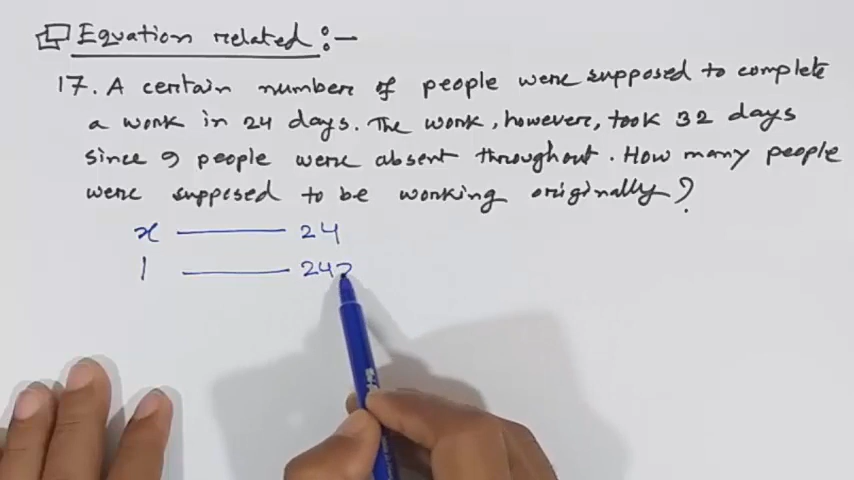 Equation related :-
17. A certain number of people were supposed to complete
a work in 24 days. The work, however, took 32 days
since 9 people were absent throughout. How many people
were supposed to be working originally?
x — 24
1 — 24x